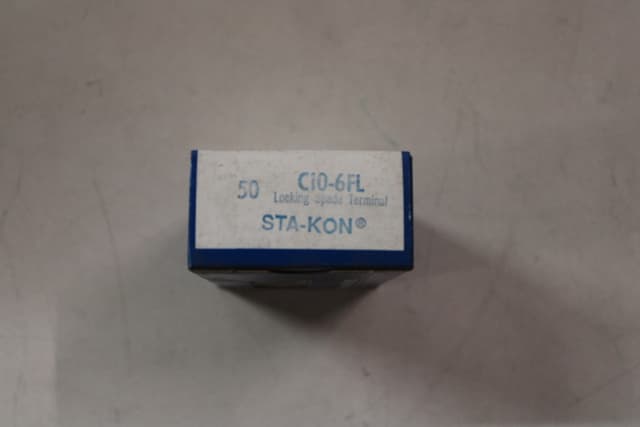 50 C10-6FL
Locking spade Terminal
STA-KON®